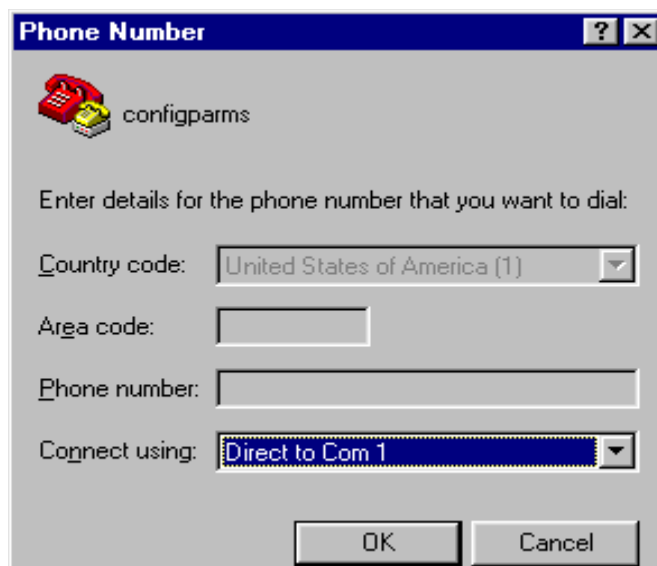 Phone Number
configparms
Enter details for the phone number that you want to dial:
Country code: United States of America (1)
Area code:
Phone number:
Connect using: Direct to Com 1
OK Cancel